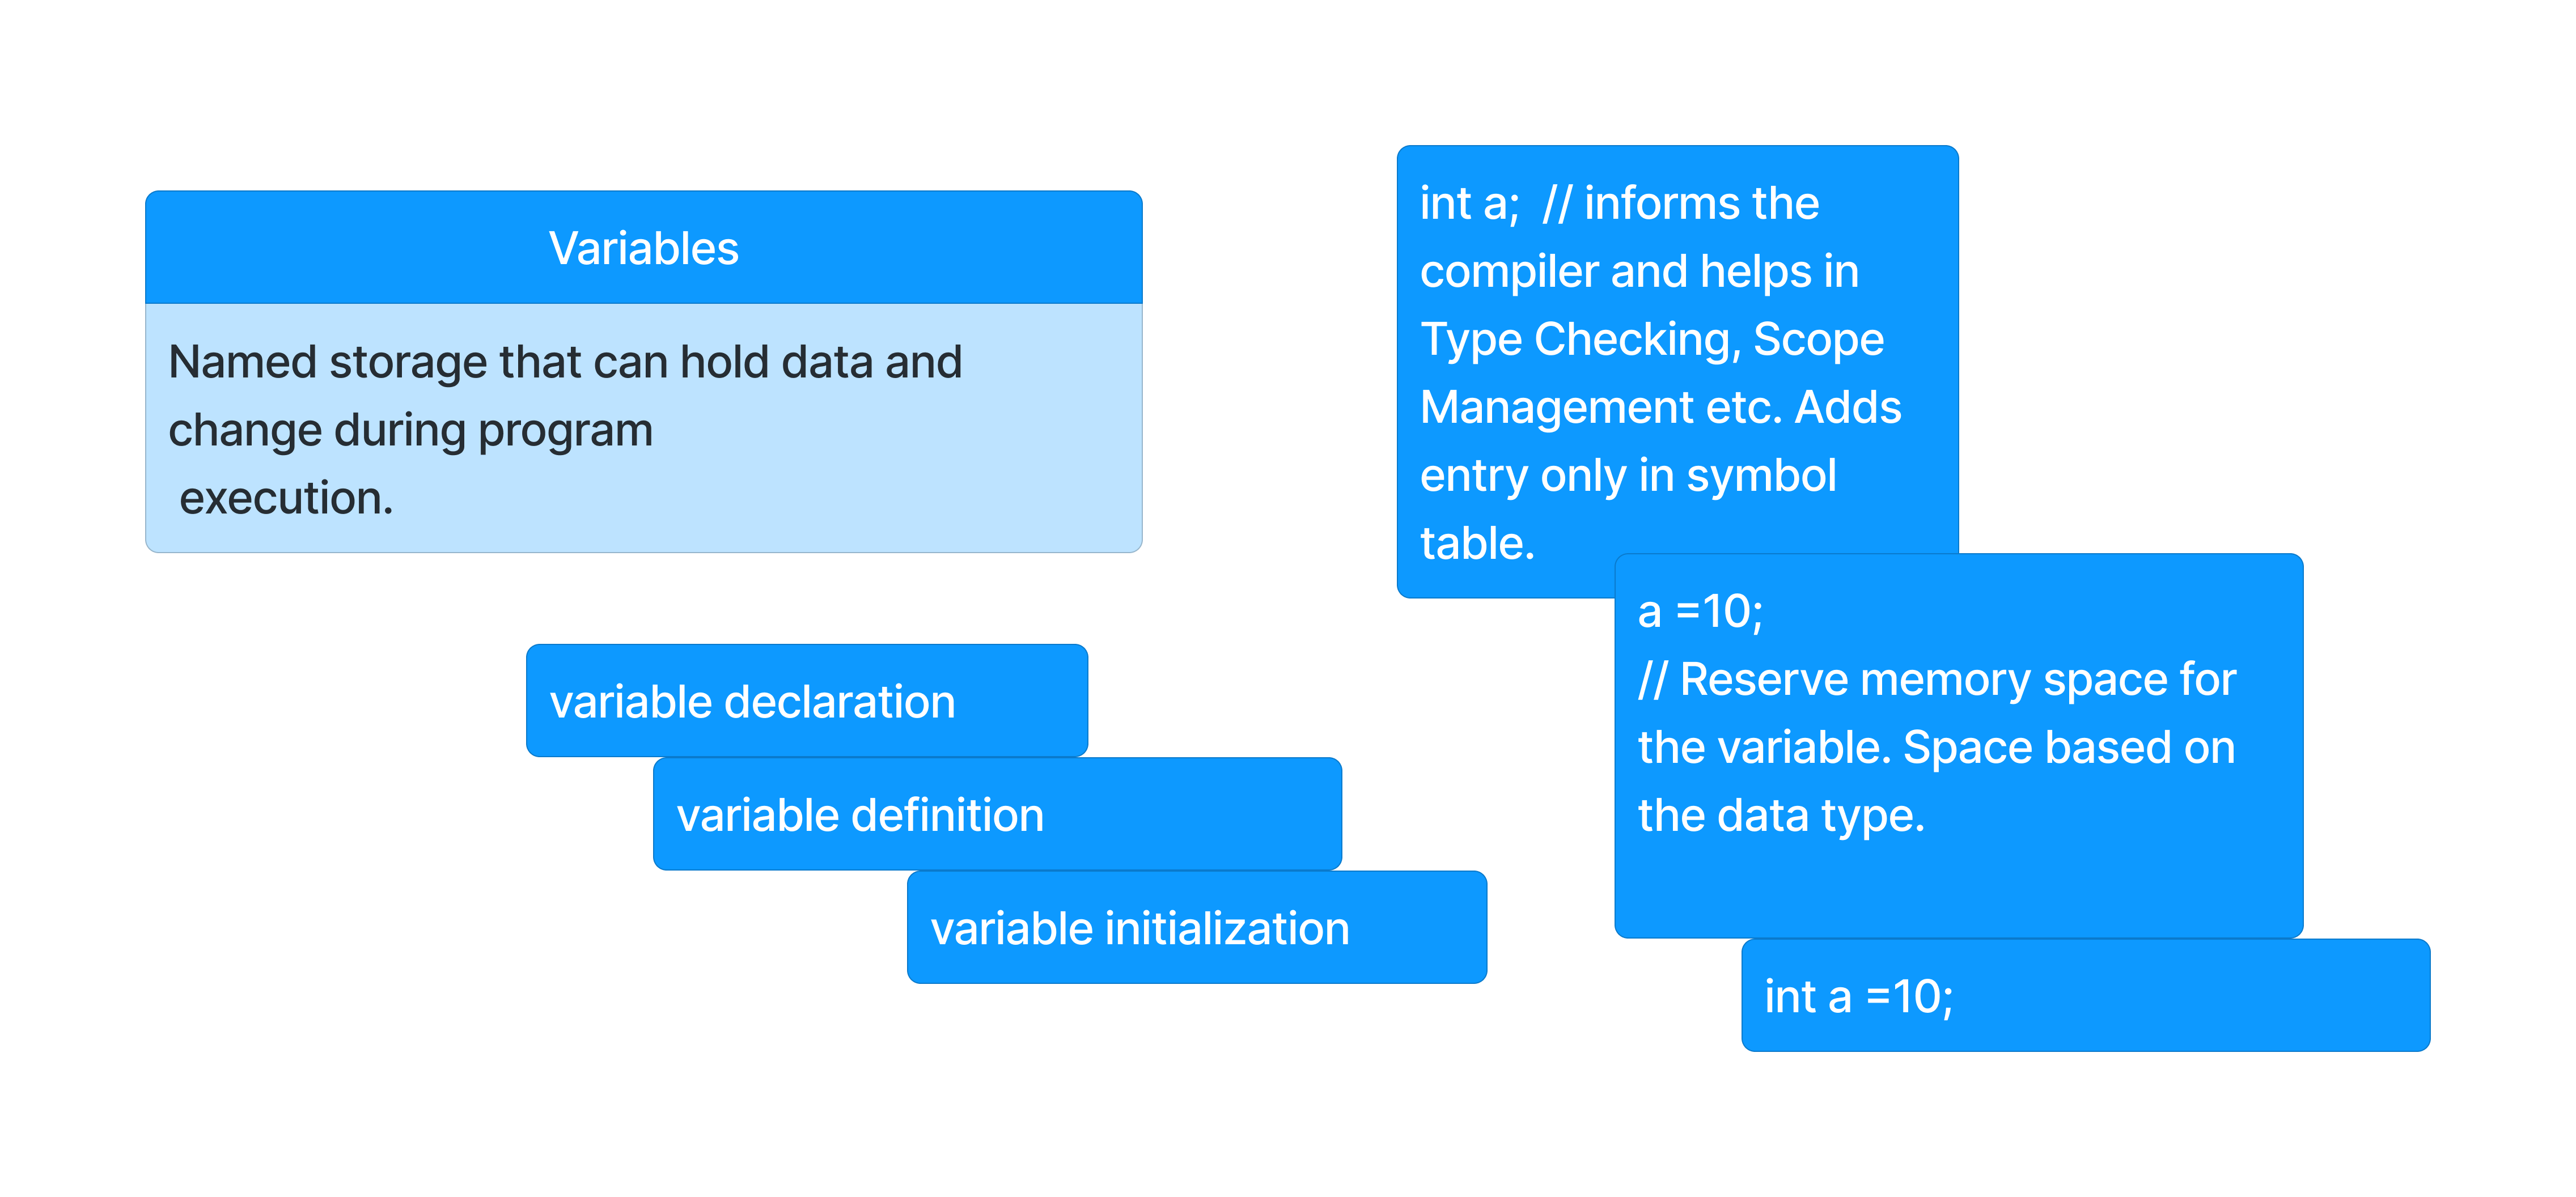 Variables
Named storage that can hold data and
change during program
execution.
variable declaration
variable definition
variable initialization
int a;  // informs the
compiler and helps in
Type Checking, Scope
Management etc. Adds
entry only in symbol
table.
a =10;
// Reserve memory space for
the variable. Space based on
the data type.
int a =10;